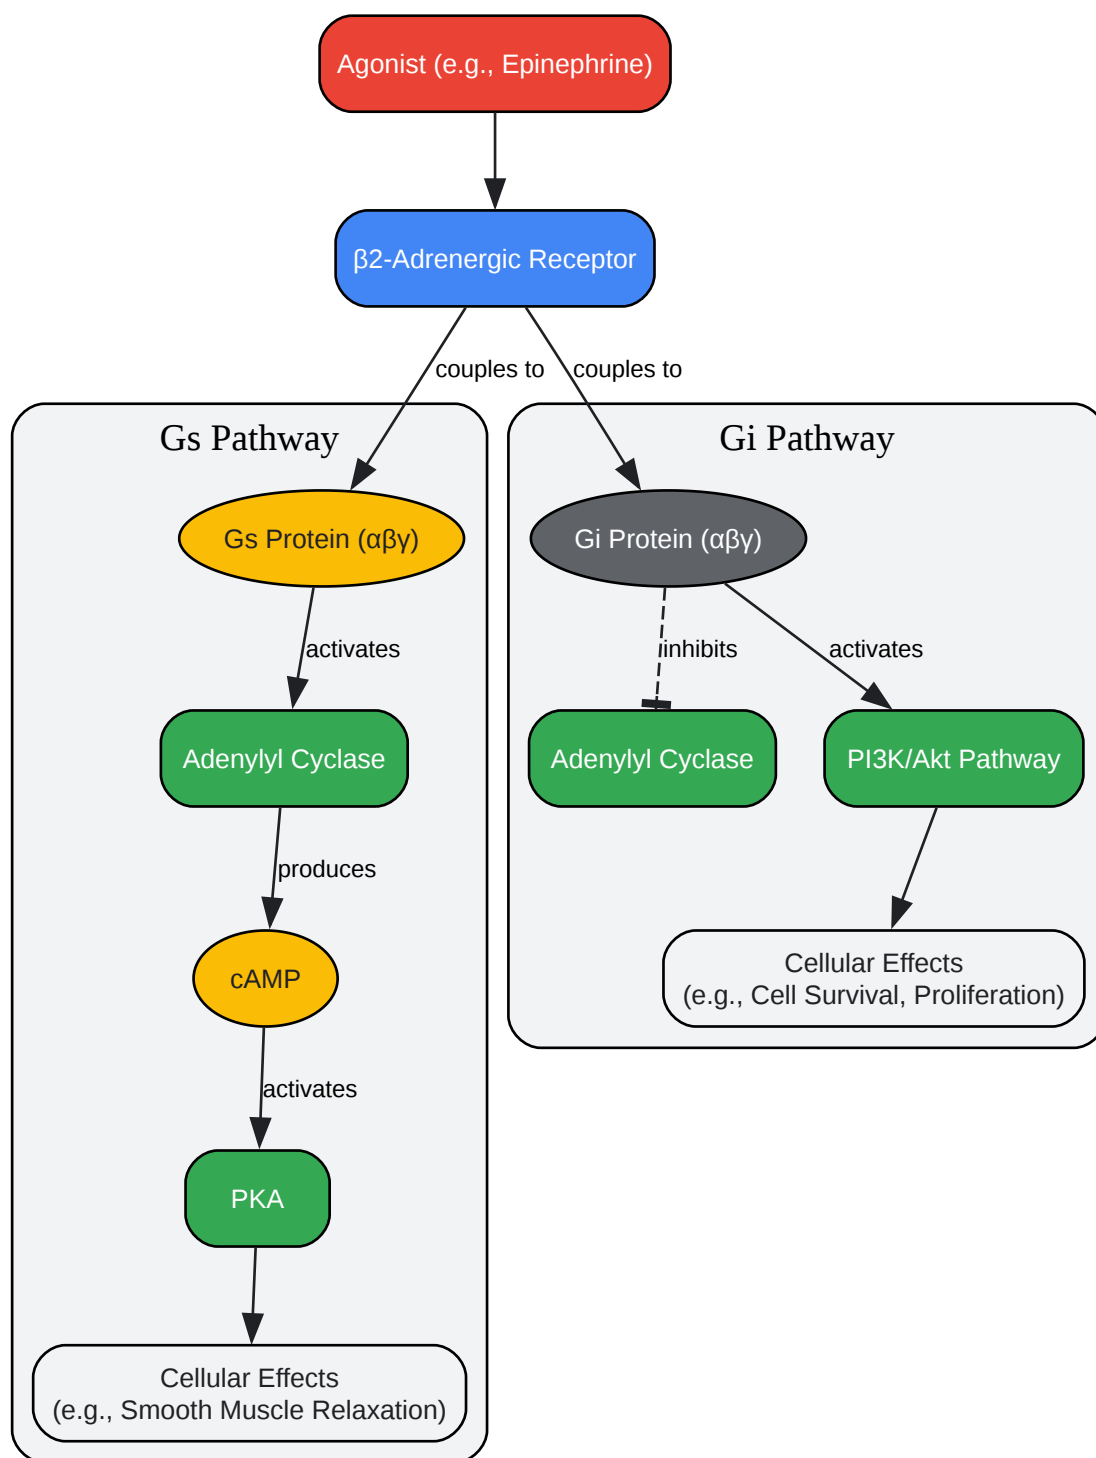 Agonist (e.g., Epinephrine)
β2-Adrenergic Receptor
couples to
couples to
Gs Pathway
Gs Protein (αβγ)
activates
Adenylyl Cyclase
produces
cAMP
activates
PKA
Cellular Effects
(e.g., Smooth Muscle Relaxation)
Gi Pathway
Gi Protein (αβγ)
inhibits
activates
Adenylyl Cyclase
PI3K/Akt Pathway
Cellular Effects
(e.g., Cell Survival, Proliferation)